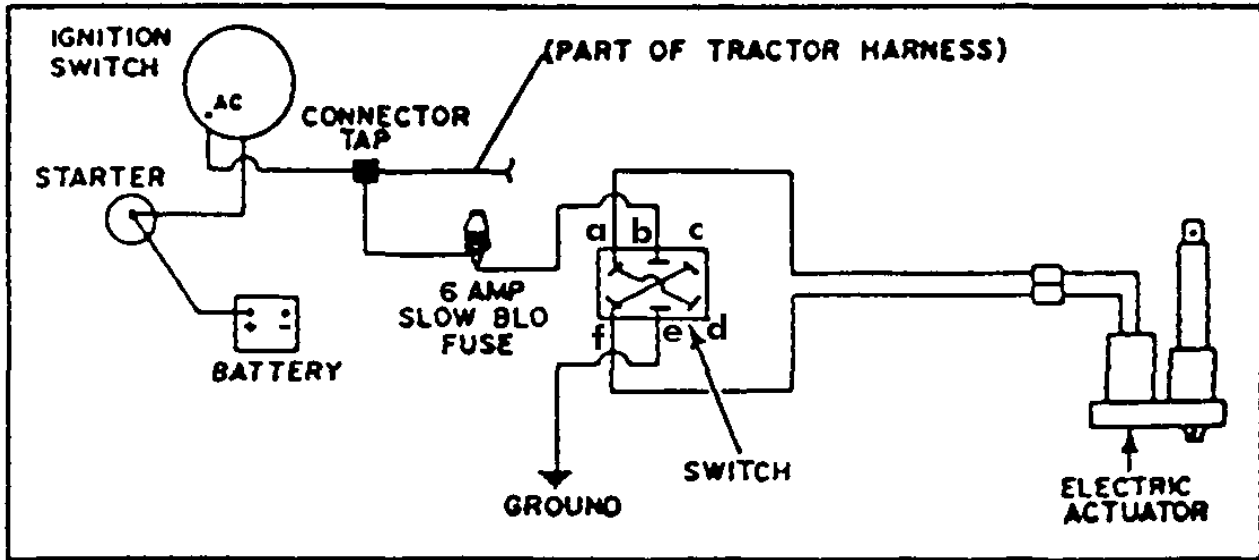 IGNITION
SWITCH
AC
(PART OF TRACTOR HARNESS)
CONNECTOR
TAP
STARTER
a b c
6 AMP
SLOW BLO
FUSE
f e d
+ -
BATTERY
SWITCH
GROUND
ELECTRIC
ACTUATOR